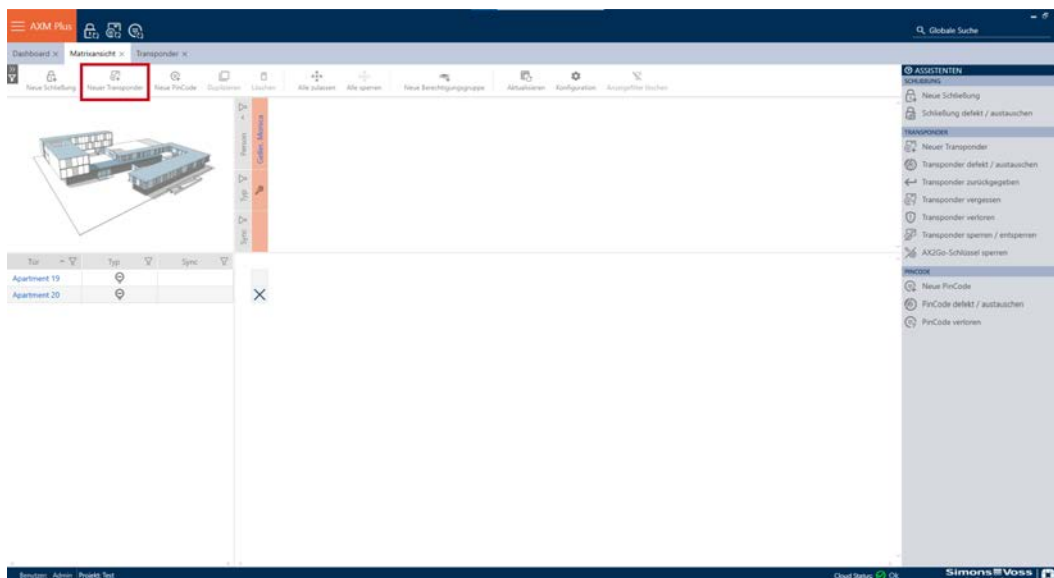 AXM Plus
Globale Suche
Dashboard × Matrixansicht × Transponder ×
Neue Schließung Neuer Transponder Neue PinCode Duplizieren Löschen Alle zulassen Alle sperren Neue Berechtigungsgruppe Aktualisieren Konfiguration Anzeigefilter löschen
ASSISTENTEN
SCHLIEßUNG
Neue Schließung
Schließung defekt / austauschen
TRANSPONDER
Neuer Transponder
Transponder defekt / austauschen
Transponder zurückgegeben
Transponder vergessen
Transponder verloren
Transponder sperren / entsperren
AX2Go-Schlüssel sperren
PINCODE
Neue PinCode
PinCode defekt / austauschen
PinCode verloren
Person
Geller, Monica
Typ
Sync
Tür Typ Sync
Apartment 19
Apartment 20
Benutzer: Admin Projekt: Test
Cloud Status: Ok
Simons Voss